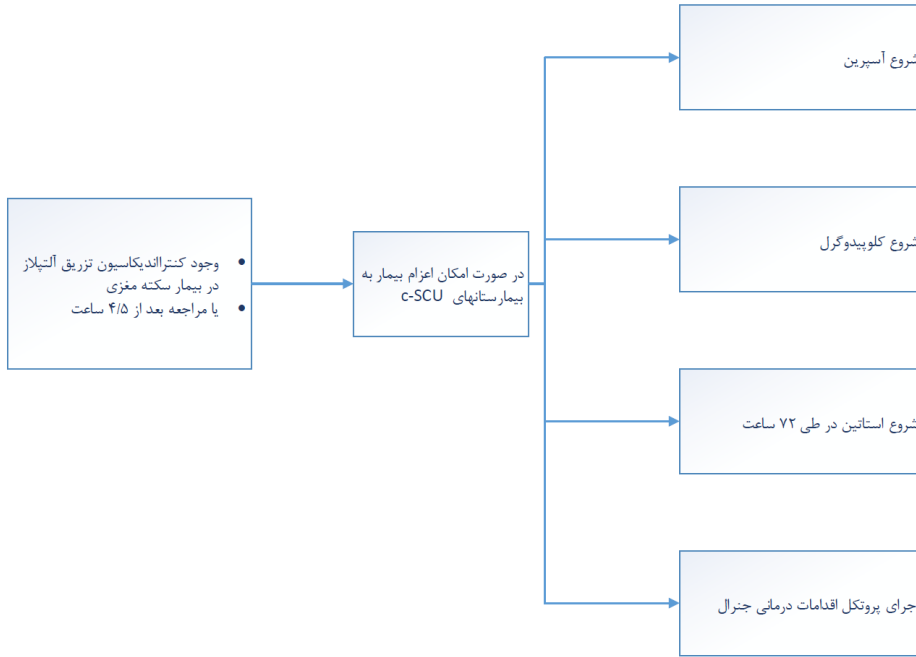 وجود کنترااندیکاسیون تزریق آلتپلاز
در بیمار سکته مغزی
یا مراجعه بعد از ۴/۵ ساعت
در صورت امکان اعزام بیمار به
بیمارستانهای c-SCU
شروع آسپرین
شروع کلوپیدوگرل
شروع استاتین در طی ۷۲ ساعت
جرای پروتکل اقدامات درمانی جنرال